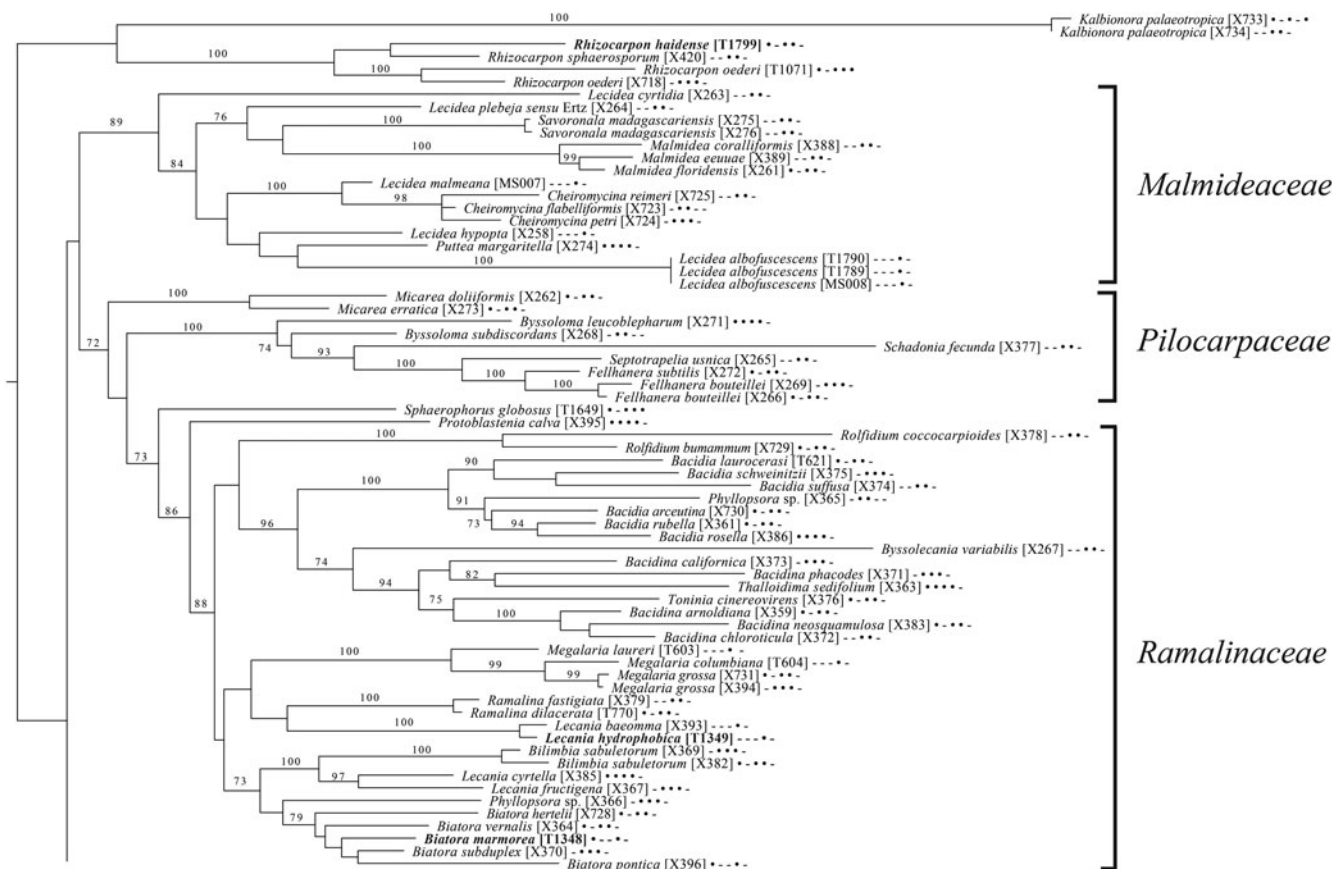 100
Kalbionora palaeotropica [X733] • - • - •
Kalbionora palaeotropica [X734] - - •• -
Rhizocarpon haidense [T1799] • - •• -
100
Rhizocarpon sphaerosporum [X420] - - •• -
100
Rhizocarpon oederi [T1071] • - •••
Rhizocarpon oederi [X718] - ••• -
Lecidea cyrtidia [X263] - - •• -
Lecidea plebeja sensu Ertz [X264] - - •• -
76
100
Savoronala madagascariensis [X275] - - •• -
Savoronala madagascariensis [X276] - - •• -
89
100
Malmidea coralliformis [X388] - - •• -
99
Malmidea eeuuae [X389] - - •• -
84
Malmidea floridensis [X261] - - •• -
100
Lecidea malmeana [MS007] - - - • -
98
Cheiromycina reimeri [X725] - - •• -
Cheiromycina flabelliformis [X723] - •• - -
Cheiromycina petri [X724] - ••• -
Lecidea hypopta [X258] - - - • -
Puttea margaritella [X274] •••• -
100
Lecidea albofuscescens [T1790] - - - • -
Lecidea albofuscescens [T1789] - - - • -
Lecidea albofuscescens [MS008] - - - • -
Malmideaceae
100
Micarea doliiformis [X262] • - •• -
Micarea erratica [X273] • - •• -
100
Byssoloma leucoblepharum [X271] •••• -
72
74
Byssoloma subdiscordans [X268] - •• - -
93
Schadonia fecunda [X377] - - •• -
100
Septotrapelia usnica [X265] - - •• -
100
Fellhanera subtilis [X272] • - •• -
100
Fellhanera bouteillei [X269] - ••• -
Fellhanera bouteillei [X266] - - •• -
Pilocarpaceae
Sphaerophorus globosus [T1649] • - •••
Protoblastenia calva [X395] •••• -
73
100
Rolfidium coccocarpioides [X378] - - •• -
Rolfidium bumammum [X729] • - •• -
90
Bacidia laurocerasi [T621] • - •• -
Bacidia schweinitzii [X375] - ••• -
100
Bacidia suffusa [X374] - ••• -
91
Phyllopsora sp. [X365] •• - - -
Bacidia arceutina [X730] • - •• -
86
96
73
94
Bacidia rubella [X361] • - •• -
Bacidia rosella [X386] •••• -
Byssolecania variabilis [X267] - - •• -
74
Bacidina californica [X373] - ••• -
94
82
Bacidina phacodes [X371] - ••• -
Thalloidima sedifolium [X363] •••• -
88
75
Toninia cinereovirens [X376] • - •• -
100
Bacidina arnoldiana [X359] • - •• -
Bacidina neosquamulosa [X383] • - •• -
Bacidina chloroticula [X372] - - •• -
100
Megalaria laureri [T603] - - - • -
99
Megalaria columbiana [T604] - - - • -
99
Megalaria grossa [X731] • - •• -
Megalaria grossa [X394] - ••• -
100
Ramalina fastigiata [X379] - - •• -
Ramalina dilacerata [T770] - •• - -
100
Lecania baeomma [X393] - - - • -
Lecania hydrophobica [T1349] - - - • -
100
Bilimbia sabuletorum [X369] - ••• -
Bilimbia sabuletorum [X382] • - •• -
73
97
Lecania cyrtella [X385] •••• -
Lecania fructigena [X367] - ••• -
Phyllopsora sp. [X366] - ••• -
79
Biatora hertelii [X728] • - •• -
Biatora vernalis [X364] • - •• -
Biatora marmorea [T1348] • - - • -
Biatora subduplex [X370] - ••• -
Biatora pontica [X396] • - - • -
Ramalinaceae